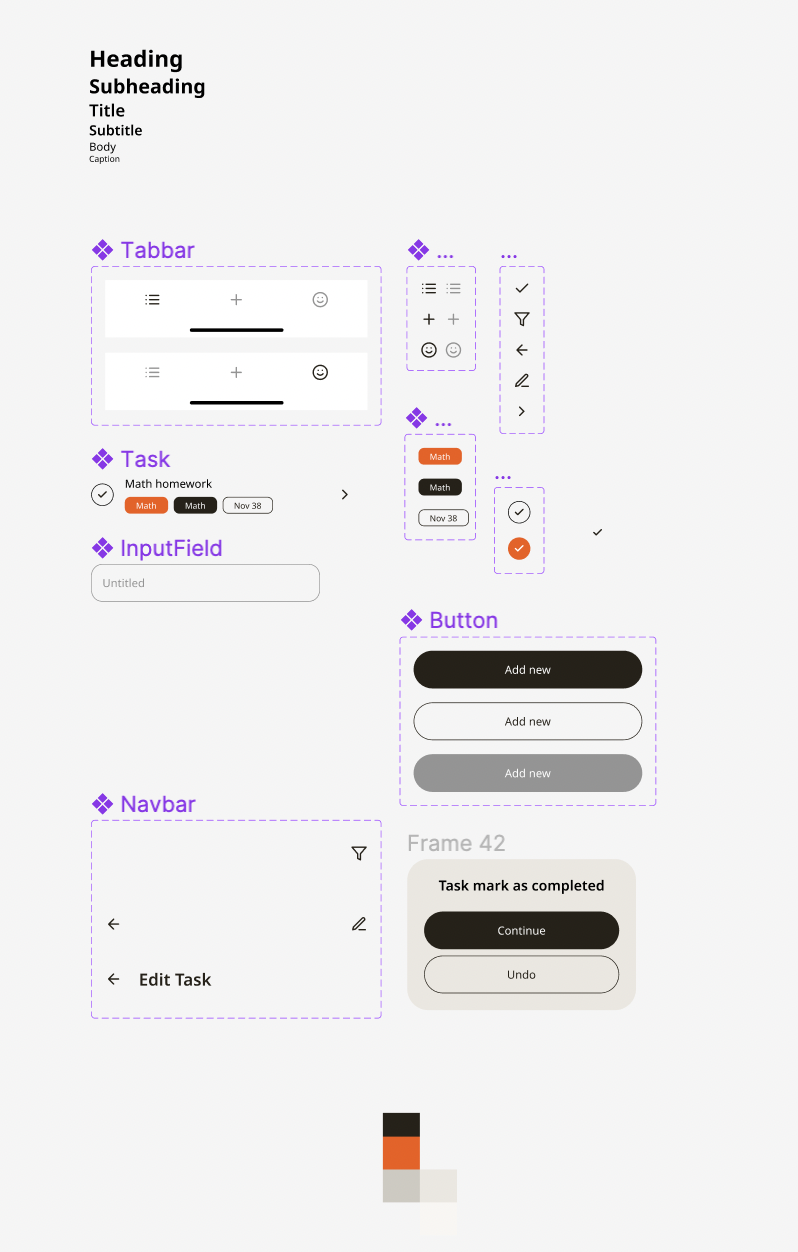 Heading
Subheading
Title
Subtitle
Body
Caption
Tabbar
...
...
...
Math
Math
Nov 38
Task
Math homework
Math
Math
Nov 38
...
InputField
Untitled
Button
Add new
Add new
Add new
Navbar
Edit Task
Frame 42
Task mark as completed
Continue
Undo